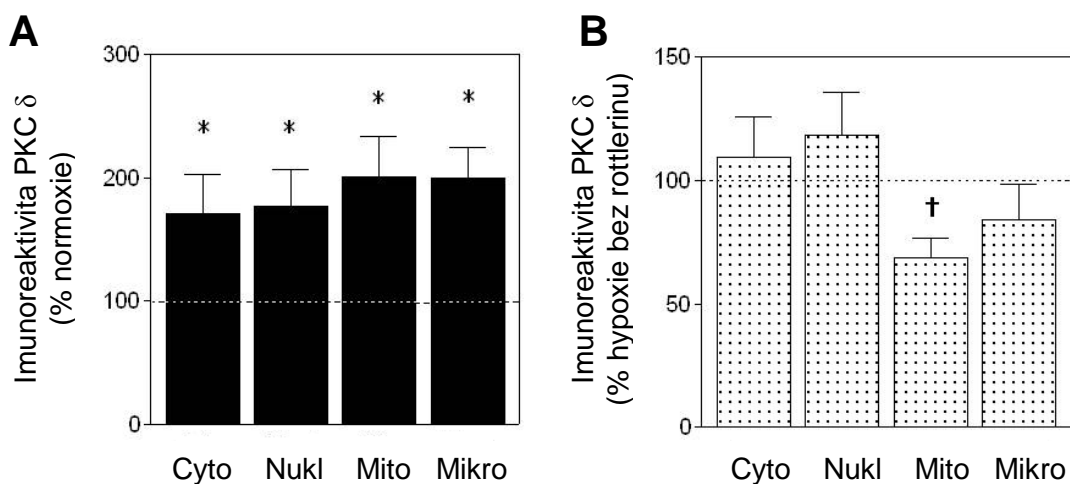 A
Imunoreaktivita PKC δ
(% normoxie)
300
200
100
0
*
*
*
*
Cyto Nukl Mito Mikro
B
Imunoreaktivita PKC δ
(% hypoxie bez rottlerinu)
150
100
50
0
†
Cyto Nukl Mito Mikro